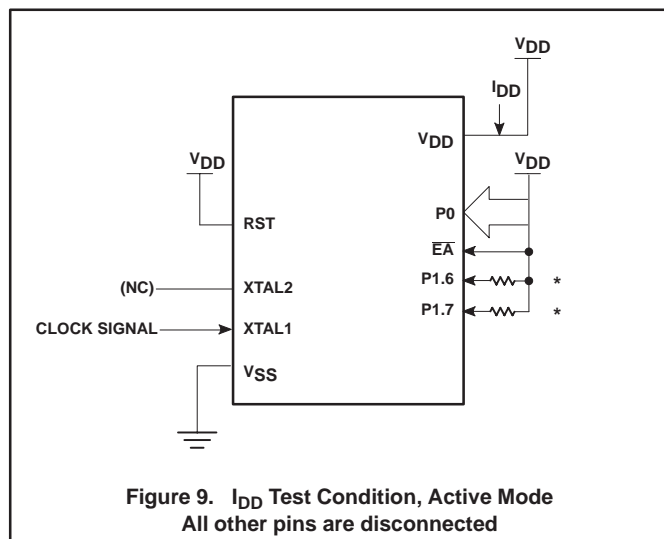 VDD
IDD
VDD
VDD
VDD
P0
RST
EA
(NC)
XTAL2
P1.6
*
CLOCK SIGNAL
XTAL1
P1.7
*
VSS
Figure 9. IDD Test Condition, Active Mode
All other pins are disconnected